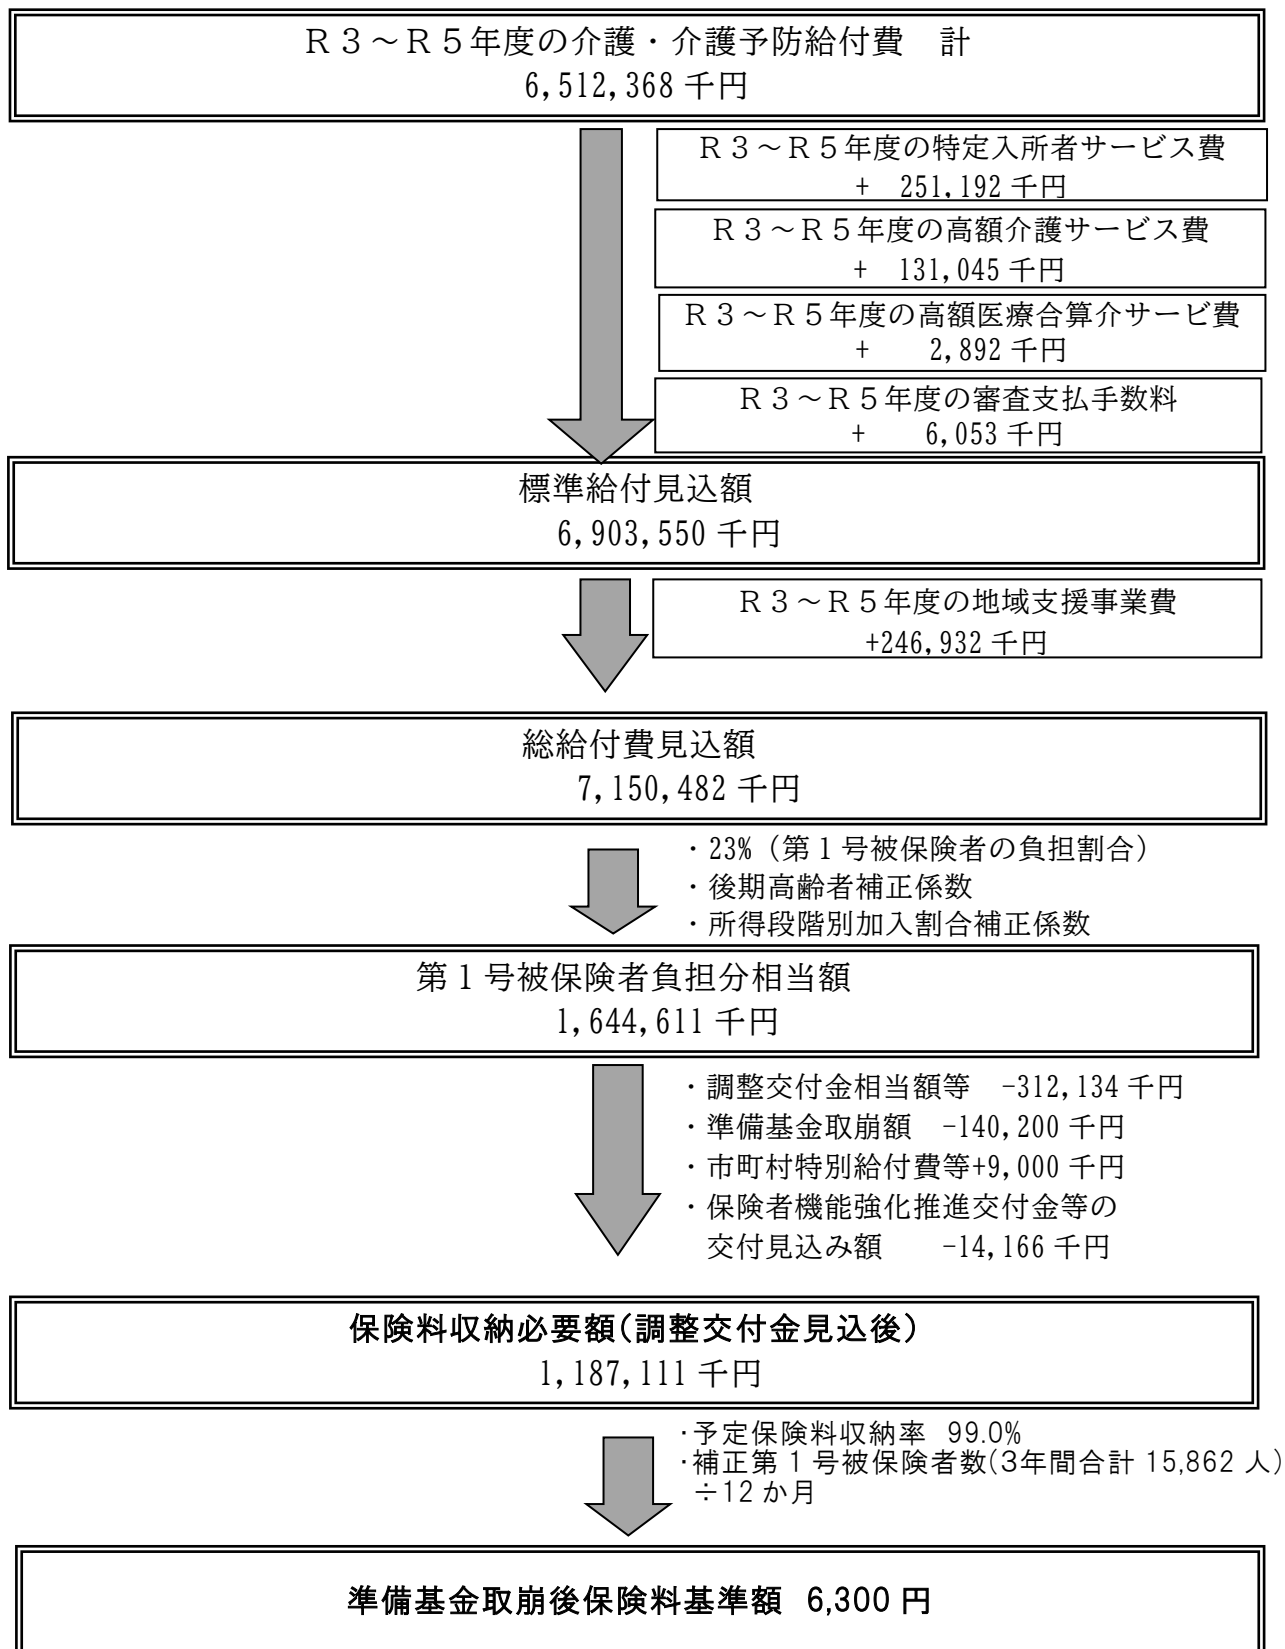 Ｒ３～Ｒ５年度の介護・介護予防給付費　計
6,512,368 千円
Ｒ３～Ｒ５年度の特定入所者サービス費
+　251,192 千円
Ｒ３～Ｒ５年度の高額介護サービス費
+　131,045 千円
Ｒ３～Ｒ５年度の高額医療合算介サービ費
+　　2,892 千円
Ｒ３～Ｒ５年度の審査支払手数料
+　　6,053 千円
標準給付見込額
6,903,550 千円
Ｒ３～Ｒ５年度の地域支援事業費
+246,932 千円
総給付費見込額
7,150,482 千円
・23%（第１号被保険者の負担割合）
・後期高齢者補正係数
・所得段階別加入割合補正係数
第１号被保険者負担分相当額
1,644,611 千円
・調整交付金相当額等　-312,134 千円
・準備基金取崩額　-140,200 千円
・市町村特別給付費等+9,000 千円
・保険者機能強化推進交付金等の
交付見込み額　　-14,166 千円
保険料収納必要額（調整交付金見込後）
1,187,111 千円
・予定保険料収納率　99.0%
・補正第１号被保険者数（3年間合計 15,862 人）
÷12 か月
準備基金取崩後保険料基準額　6,300 円